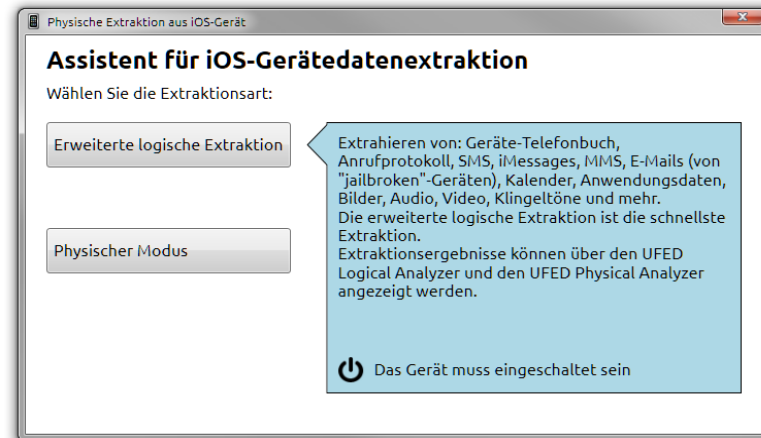 Physische Extraktion aus iOS-Gerät
Assistent für iOS-Gerätedatenextraktion
Wählen Sie die Extraktionsart:
Erweiterte logische Extraktion
Extrahieren von: Geräte-Telefonbuch,
Anrufprotokoll, SMS, iMessages, MMS, E-Mails (von
"jailbroken"-Geräten), Kalender, Anwendungsdaten,
Bilder, Audio, Video, Klingeltöne und mehr.
Die erweiterte logische Extraktion ist die schnellste
Extraktion.
Extraktionsergebnisse können über den UFED
Logical Analyzer und den UFED Physical Analyzer
angezeigt werden.
Das Gerät muss eingeschaltet sein
Physischer Modus